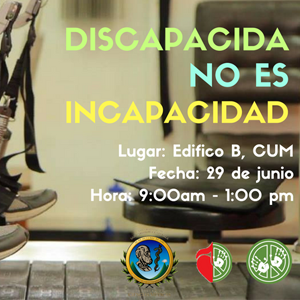 DISCAPACIDA
NO ES
INCAPACIDAD
Lugar: Edifico B, CUM
Fecha: 29 de junio
Hora: 9:00am - 1:00 pm